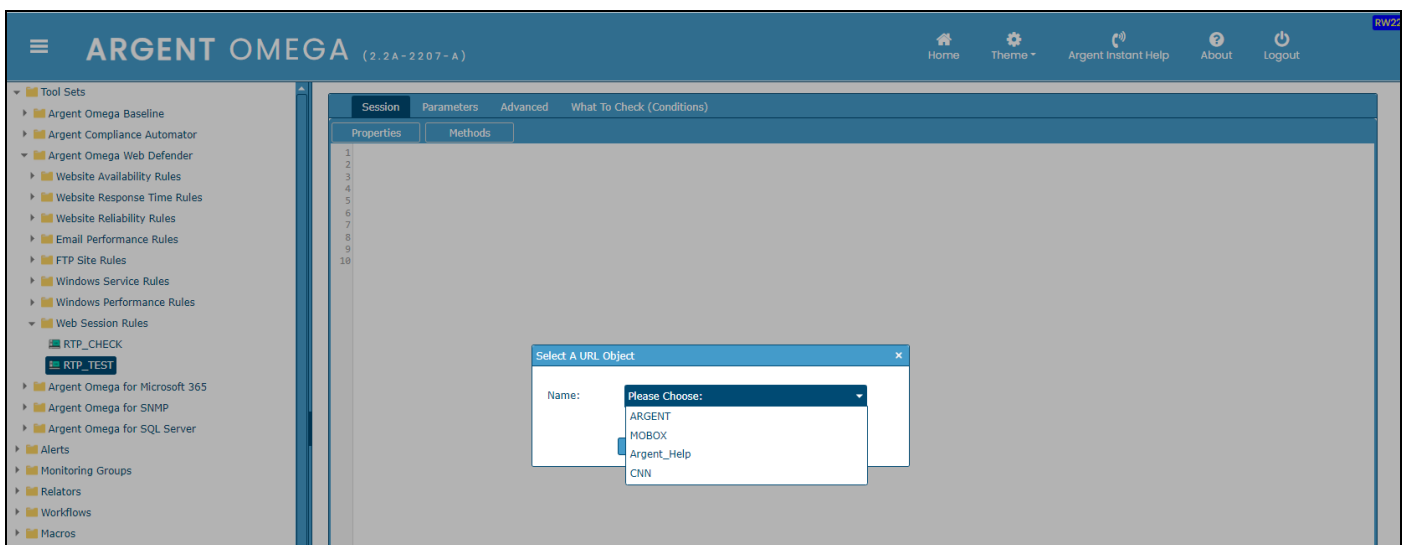 RW22
ARGENT OMEGA (2.2A-2207-A)
Home
Theme
Argent Instant Help
About
Logout
Tool Sets
Argent Omega Baseline
Argent Compliance Automator
Argent Omega Web Defender
Website Availability Rules
Website Response Time Rules
Website Reliability Rules
Email Performance Rules
FTP Site Rules
Windows Service Rules
Windows Performance Rules
Web Session Rules
RTP_CHECK
RTP_TEST
Argent Omega for Microsoft 365
Argent Omega for SNMP
Argent Omega for SQL Server
Alerts
Monitoring Groups
Relators
Workflows
Macros
Session Parameters Advanced What To Check (Conditions)
Properties Methods
1
2
3
4
5
6
7
8
9
10
Select A URL Object ×
Name: Please Choose:
ARGENT
MOBOX
Argent_Help
CNN